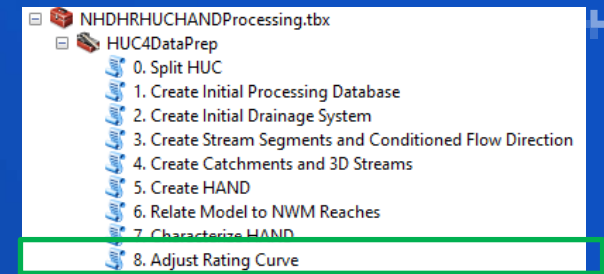 NHDHRHUCHANDProcessing.tbx
HUC4DataPrep
0. Split HUC
1. Create Initial Processing Database
2. Create Initial Drainage System
3. Create Stream Segments and Conditioned Flow Direction
4. Create Catchments and 3D Streams
5. Create HAND
6. Relate Model to NWM Reaches
7. Characterize HAND
8. Adjust Rating Curve